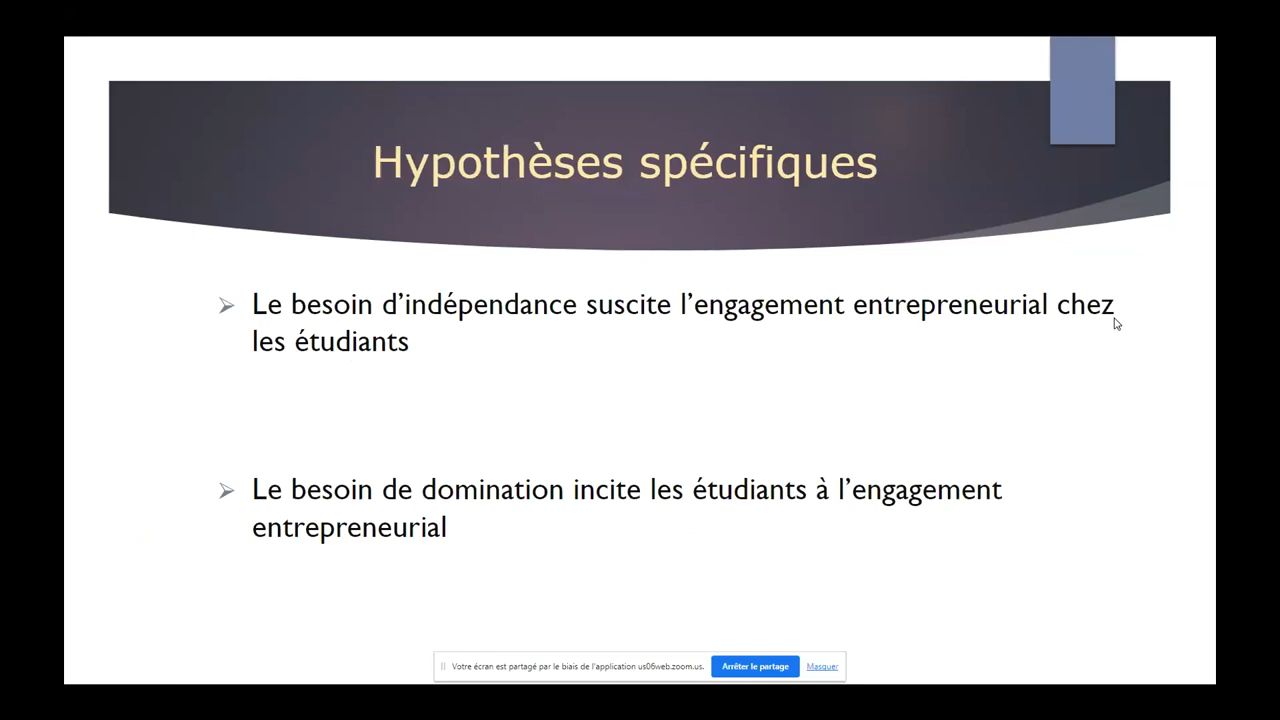 Hypothèses spécifiques
Le besoin d’indépendance suscite l’engagement entrepreneurial chez
les étudiants
Le besoin de domination incite les étudiants à l’engagement
entrepreneurial
Votre écran est partagé par le biais de l'application us06web.zoom.us. Arrêter le partage Masquer